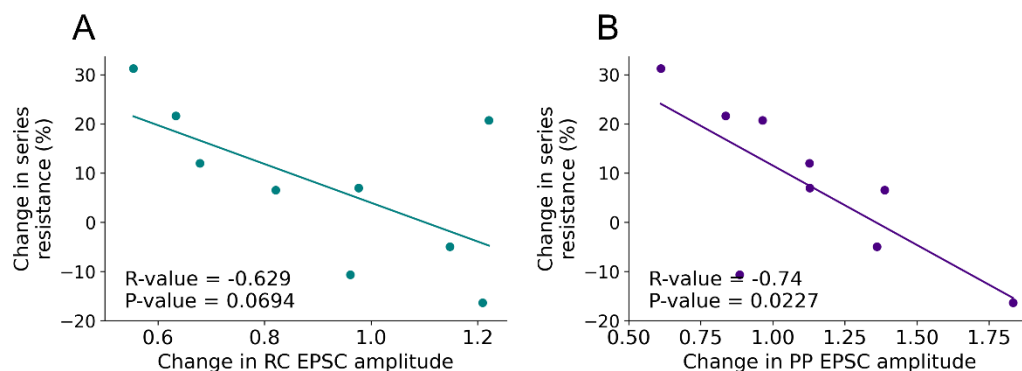 A
Change in series
resistance (%)
30
20
10
0
−10
−20
R-value = -0.629
P-value = 0.0694
0.6 0.8 1.0 1.2
Change in RC EPSC amplitude
B
Change in series
resistance (%)
30
20
10
0
−10
−20
R-value = -0.74
P-value = 0.0227
0.50 0.75 1.00 1.25 1.50 1.75
Change in PP EPSC amplitude